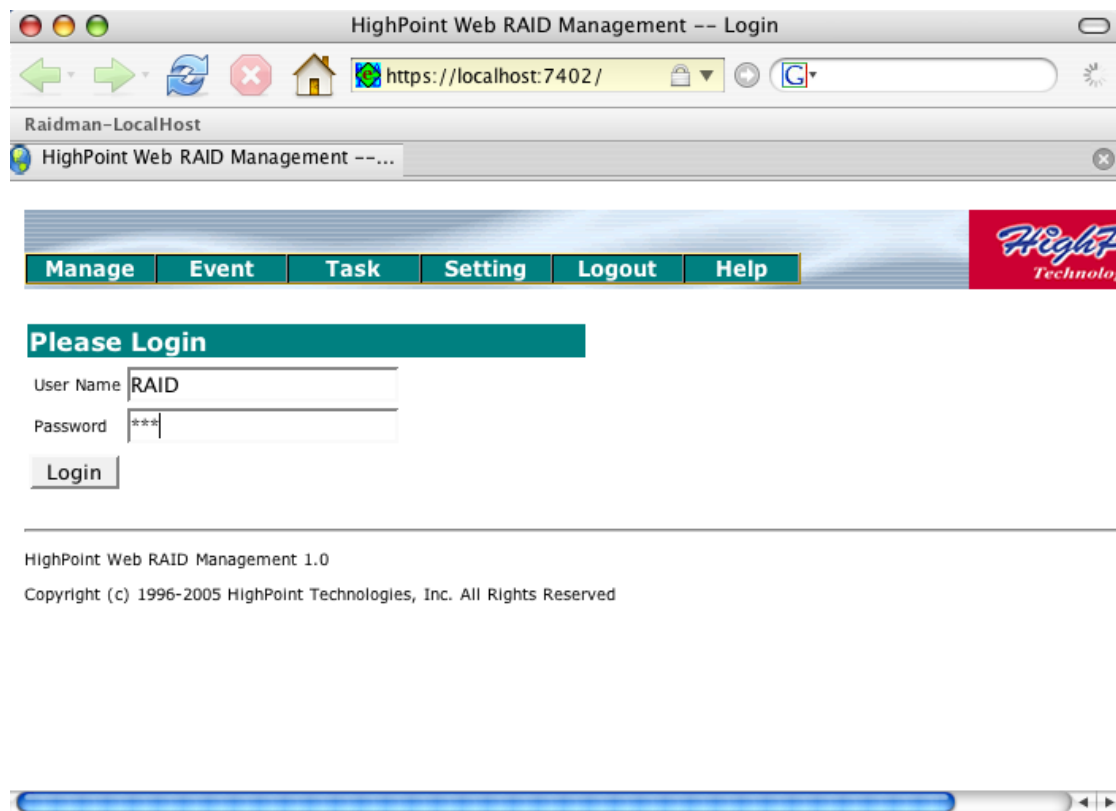 HighPoint Web RAID Management -- Login
https://localhost:7402/
G
Raidman-LocalHost
HighPoint Web RAID Management --...
Manage Event Task Setting Logout Help
Please Login
User Name RAID
Password ***
Login
HighPoint Web RAID Management 1.0
Copyright (c) 1996-2005 HighPoint Technologies, Inc. All Rights Reserved